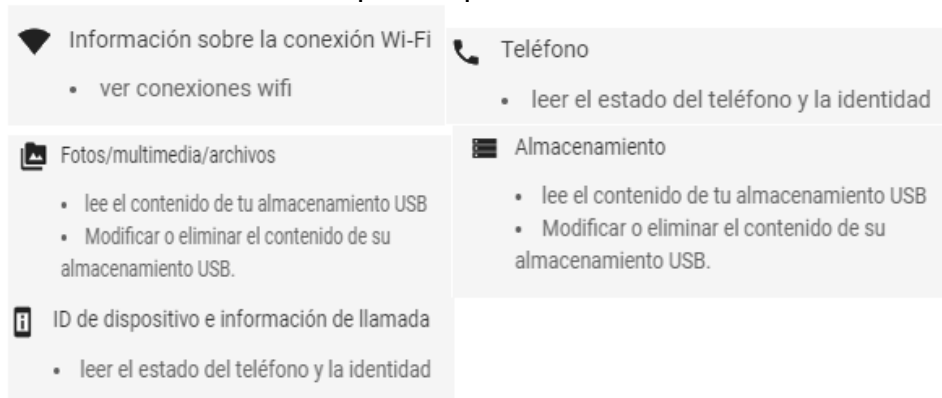 Información sobre la conexión Wi-Fi
• ver conexiones wifi
Teléfono
• leer el estado del teléfono y la identidad
Fotos/multimedia/archivos
• lee el contenido de tu almacenamiento USB
• Modificar o eliminar el contenido de su
almacenamiento USB.
Almacenamiento
• lee el contenido de tu almacenamiento USB
• Modificar o eliminar el contenido de su
almacenamiento USB.
ID de dispositivo e información de llamada
• leer el estado del teléfono y la identidad